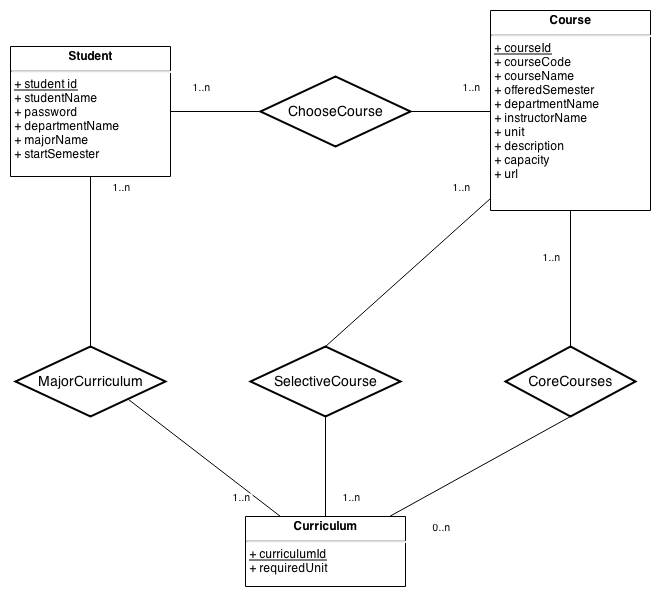 Course
Student
+ courseId
+ courseCode
+ courseName
+ offeredSemester
+ departmentName
+ instructorName
+ unit
+ description
+ capacity
+ url
+ student id
+ studentName
+ password
+ departmentName
+ majorName
+ startSemester
1..n
1..n
ChooseCourse
1..n
1..n
1..n
MajorCurriculum
SelectiveCourse
CoreCourses
1..n
1..n
0..n
Curriculum
+ curriculumId
+ requiredUnit